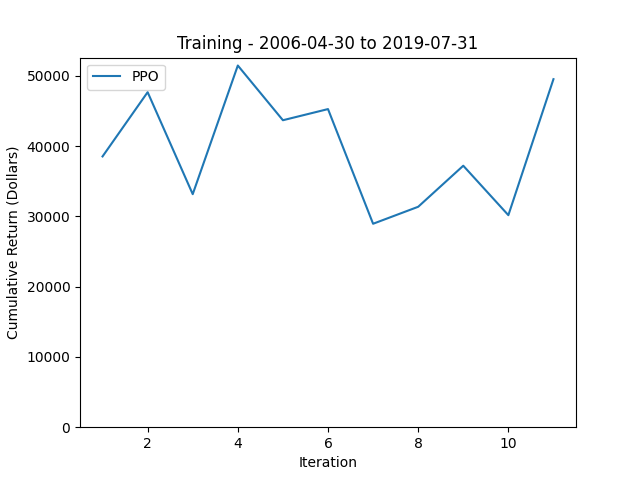 Training - 2006-04-30 to 2019-07-31
PPO
Cumulative Return (Dollars)
50000
40000
30000
20000
10000
0
2 4 6 8 10
Iteration